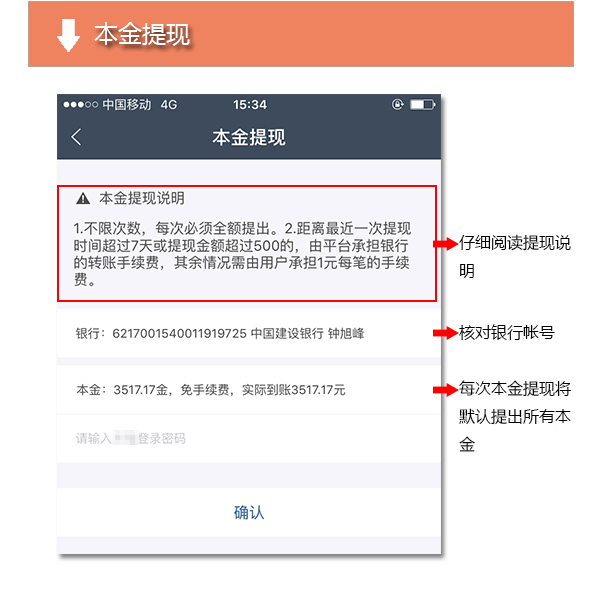 本金提现
中国移动 4G 15:34
本金提现
本金提现说明
1.不限次数，每次必须全额提出。2.距离最近一次提现
时间超过7天或提现金额超过500的，由平台承担银行
的转账手续费，其余情况需由用户承担1元每笔的手续
费。
仔细阅读提现说
明
银行：6217001540011919725 中国建设银行 钟旭峰
核对银行帐号
本金：3517.17金，免手续费，实际到账3517.17元
每次本金提现将
默认提出所有本
金
请输入 登录密码
确认